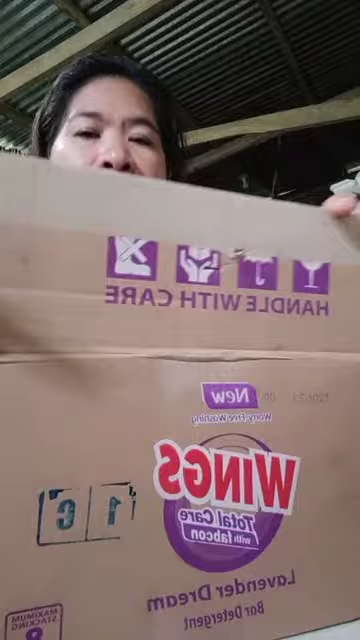 HANDLE WITH CARE
New
Worry-Free Washing
WINGS
Total Care
with fabcon
Lavender Dream
Bar Detergent
MAXIMUM
STACKING
8